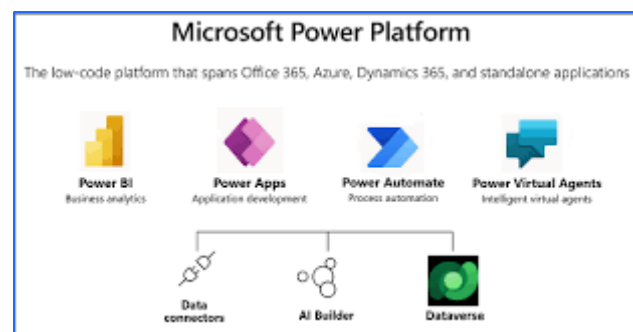 Microsoft Power Platform
The low-code platform that spans Office 365, Azure, Dynamics 365, and standalone applications
Power BI
Business analytics
Power Apps
Application development
Power Automate
Process automation
Power Virtual Agents
Intelligent virtual agents
Data
connectors
AI Builder
Dataverse